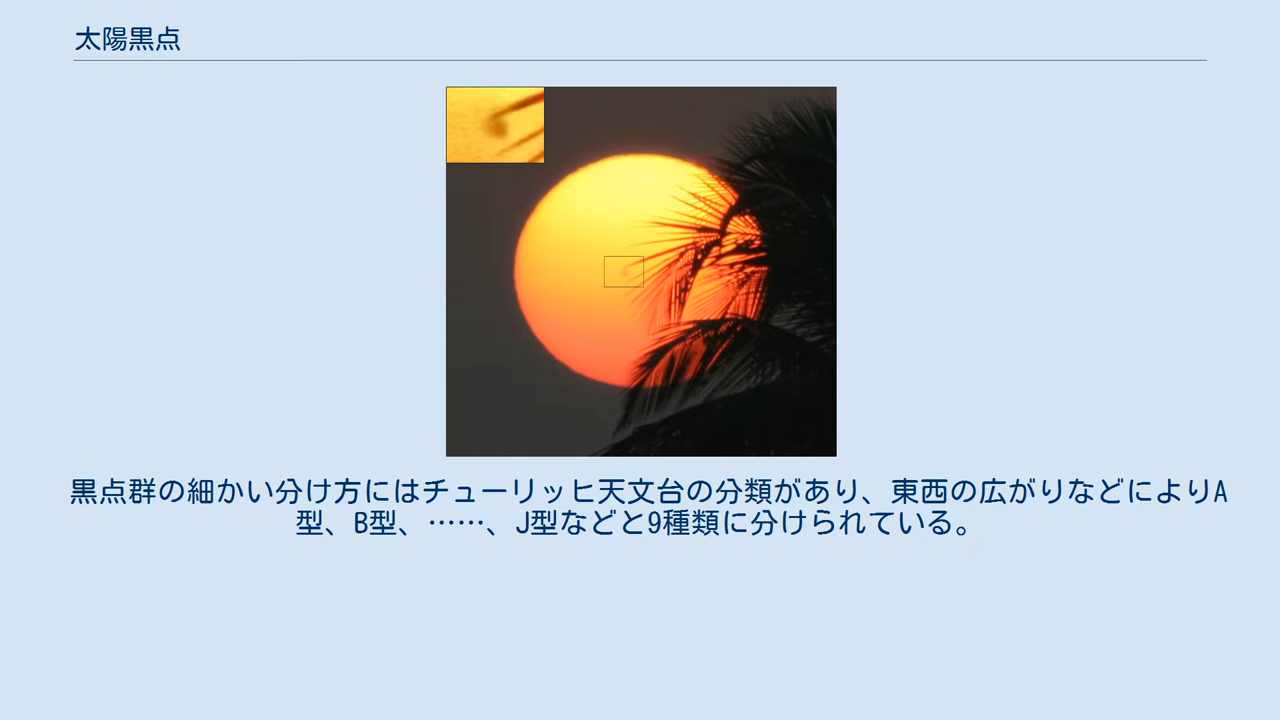 太陽黒点
黒点群の細かい分け方にはチューリッヒ天文台の分類があり、東西の広がりなどによりA
型、B型、……、J型などと9種類に分けられている。